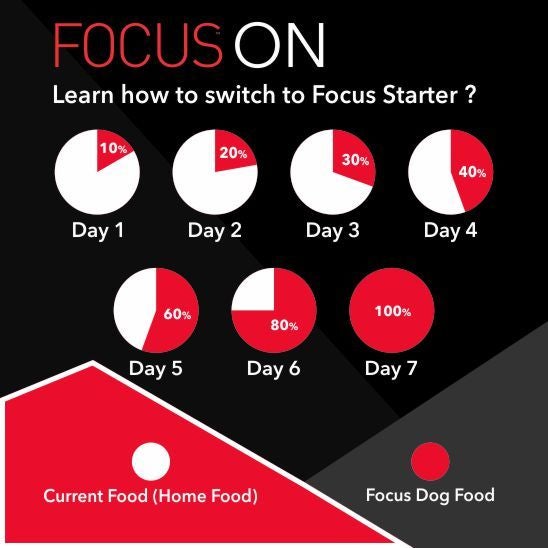 FOCUS™ ON
Learn how to switch to Focus Starter ?
10% 20% 30% 40%
Day 1 Day 2 Day 3 Day 4
60% 80% 100%
Day 5 Day 6 Day 7
Current Food (Home Food) Focus Dog Food